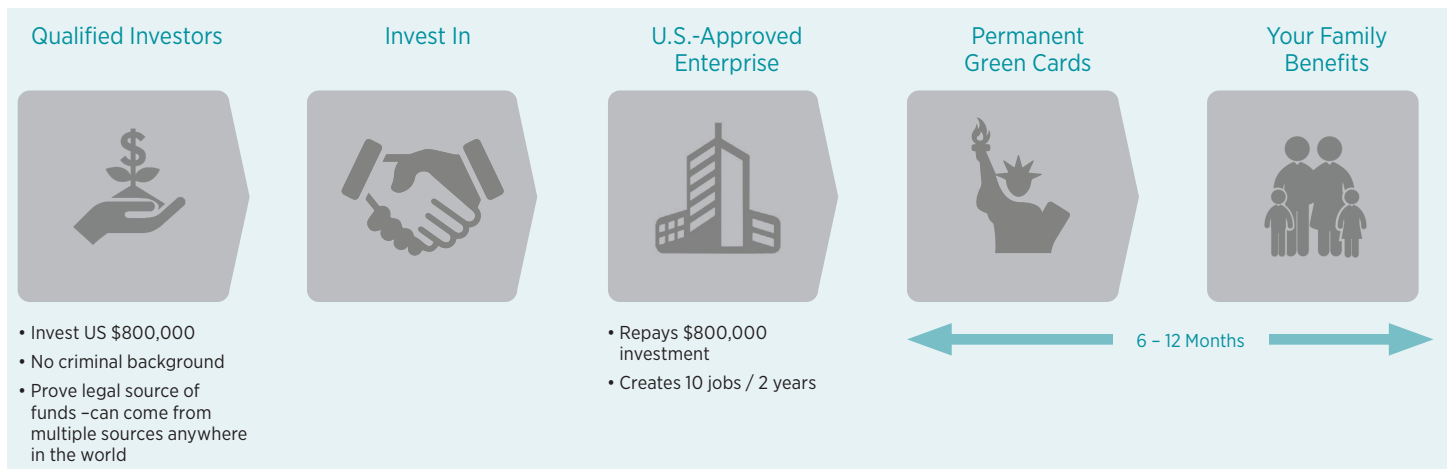 Qualified Investors
Invest In
U.S.-Approved
Enterprise
Permanent
Green Cards
Your Family
Benefits
$
• Invest US $800,000
• No criminal background
• Prove legal source of
funds –can come from
multiple sources anywhere
in the world
• Repays $800,000
investment
• Creates 10 jobs / 2 years
6 – 12 Months